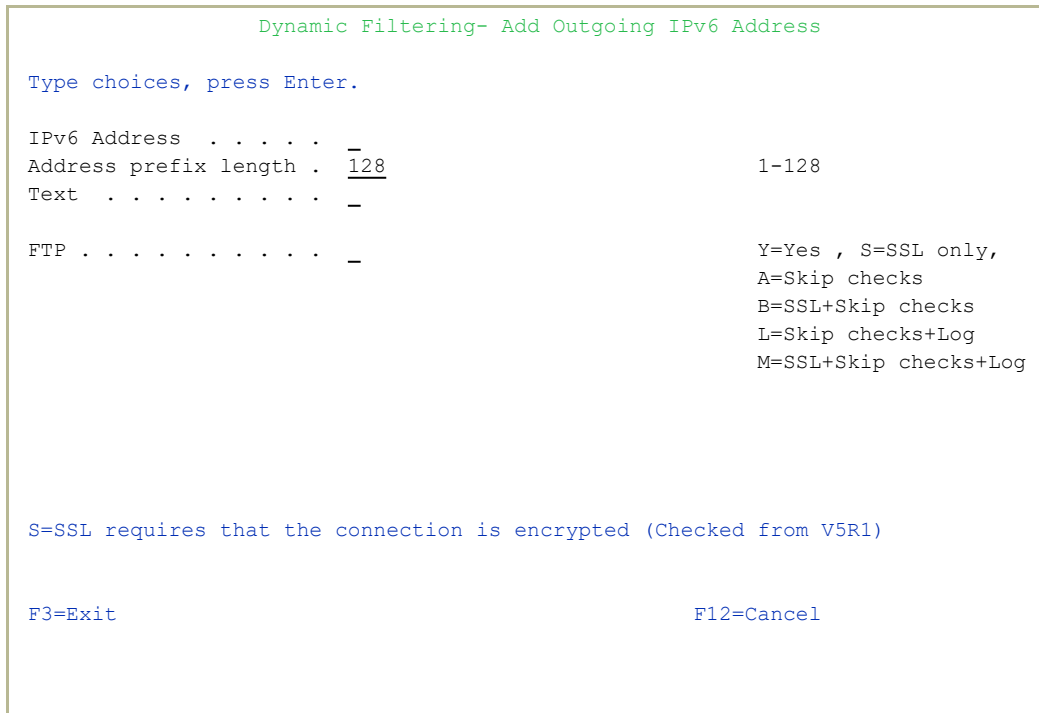 Dynamic Filtering- Add Outgoing IPv6 Address
Type choices, press Enter.
IPv6 Address . . . . . _
Address prefix length . 128 1-128
Text . . . . . . . . . _
FTP . . . . . . . . . . _ Y=Yes , S=SSL only,
A=Skip checks
B=SSL+Skip checks
L=Skip checks+Log
M=SSL+Skip checks+Log
S=SSL requires that the connection is encrypted (Checked from V5R1)
F3=Exit F12=Cancel